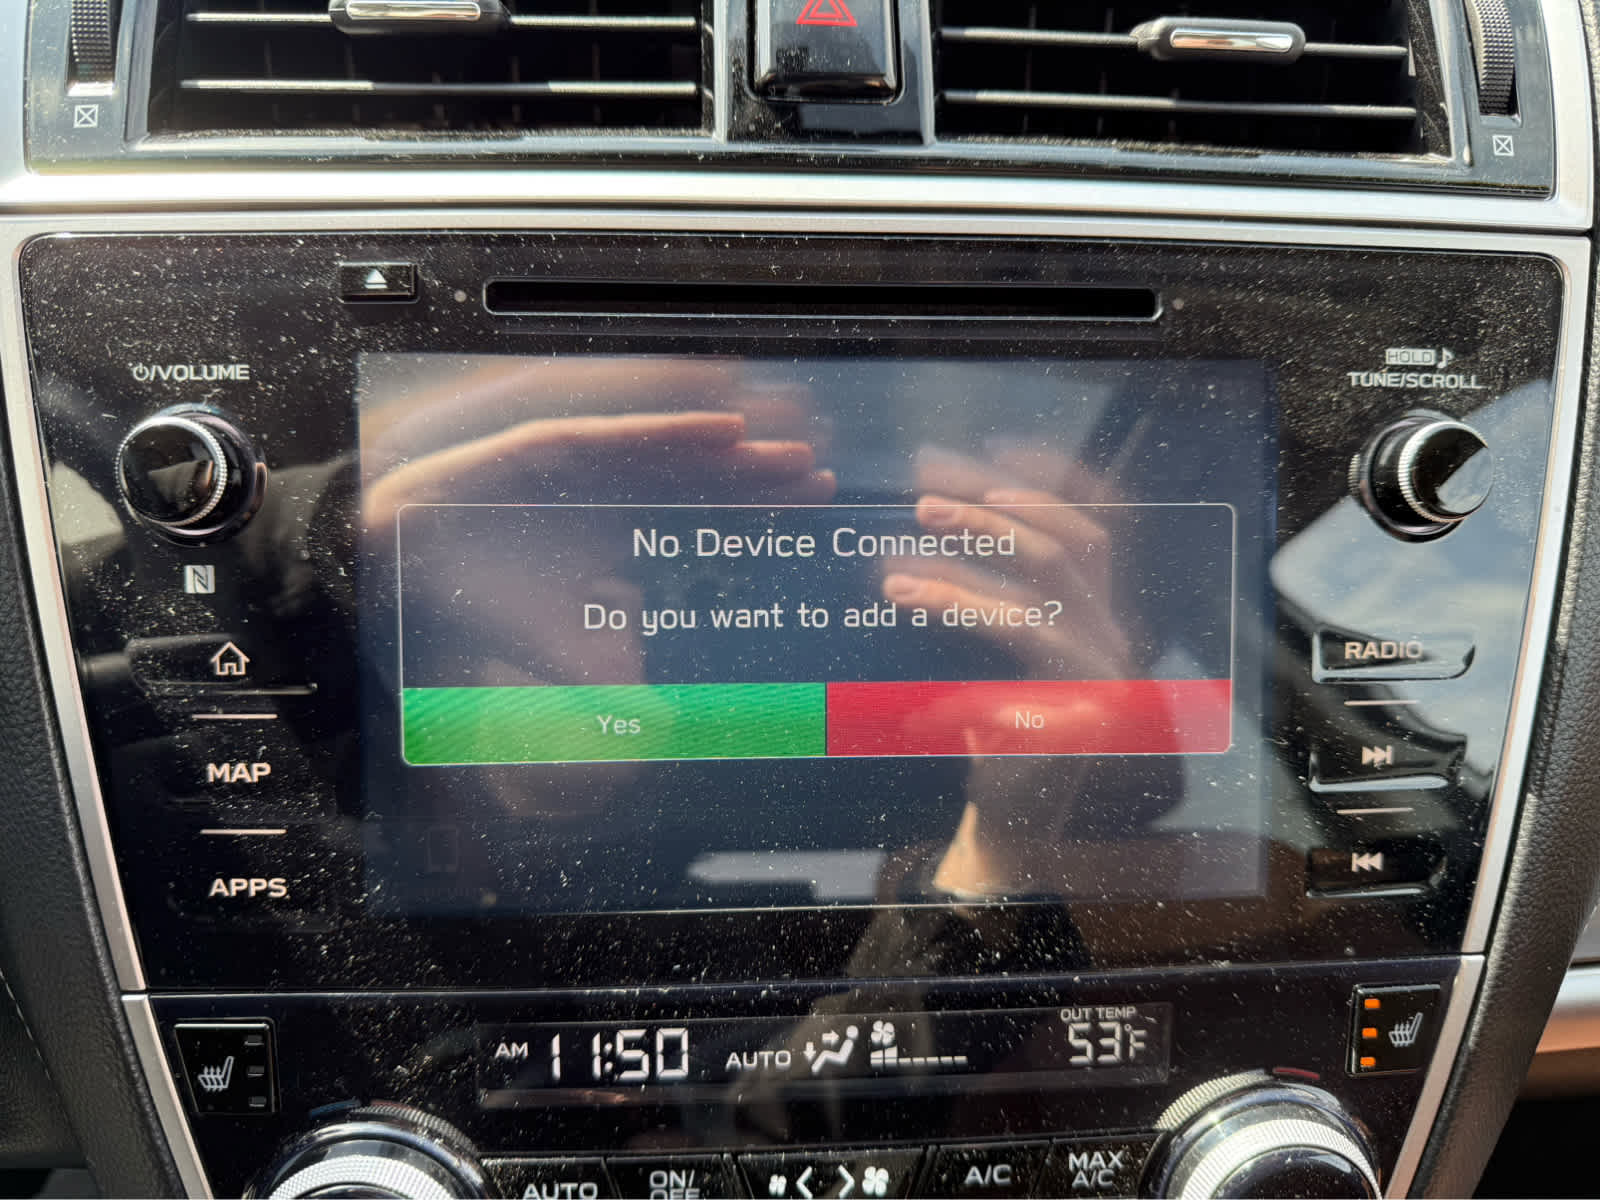 ⏻/VOLUME
HOLD ♪
TUNE/SCROLL
No Device Connected
Do you want to add a device?
Yes
No
N
MAP
APPS
RADIO
AM 11:50 AUTO
OUT TEMP
53°F
AUTO
ON/
OFF
A/C
MAX
A/C